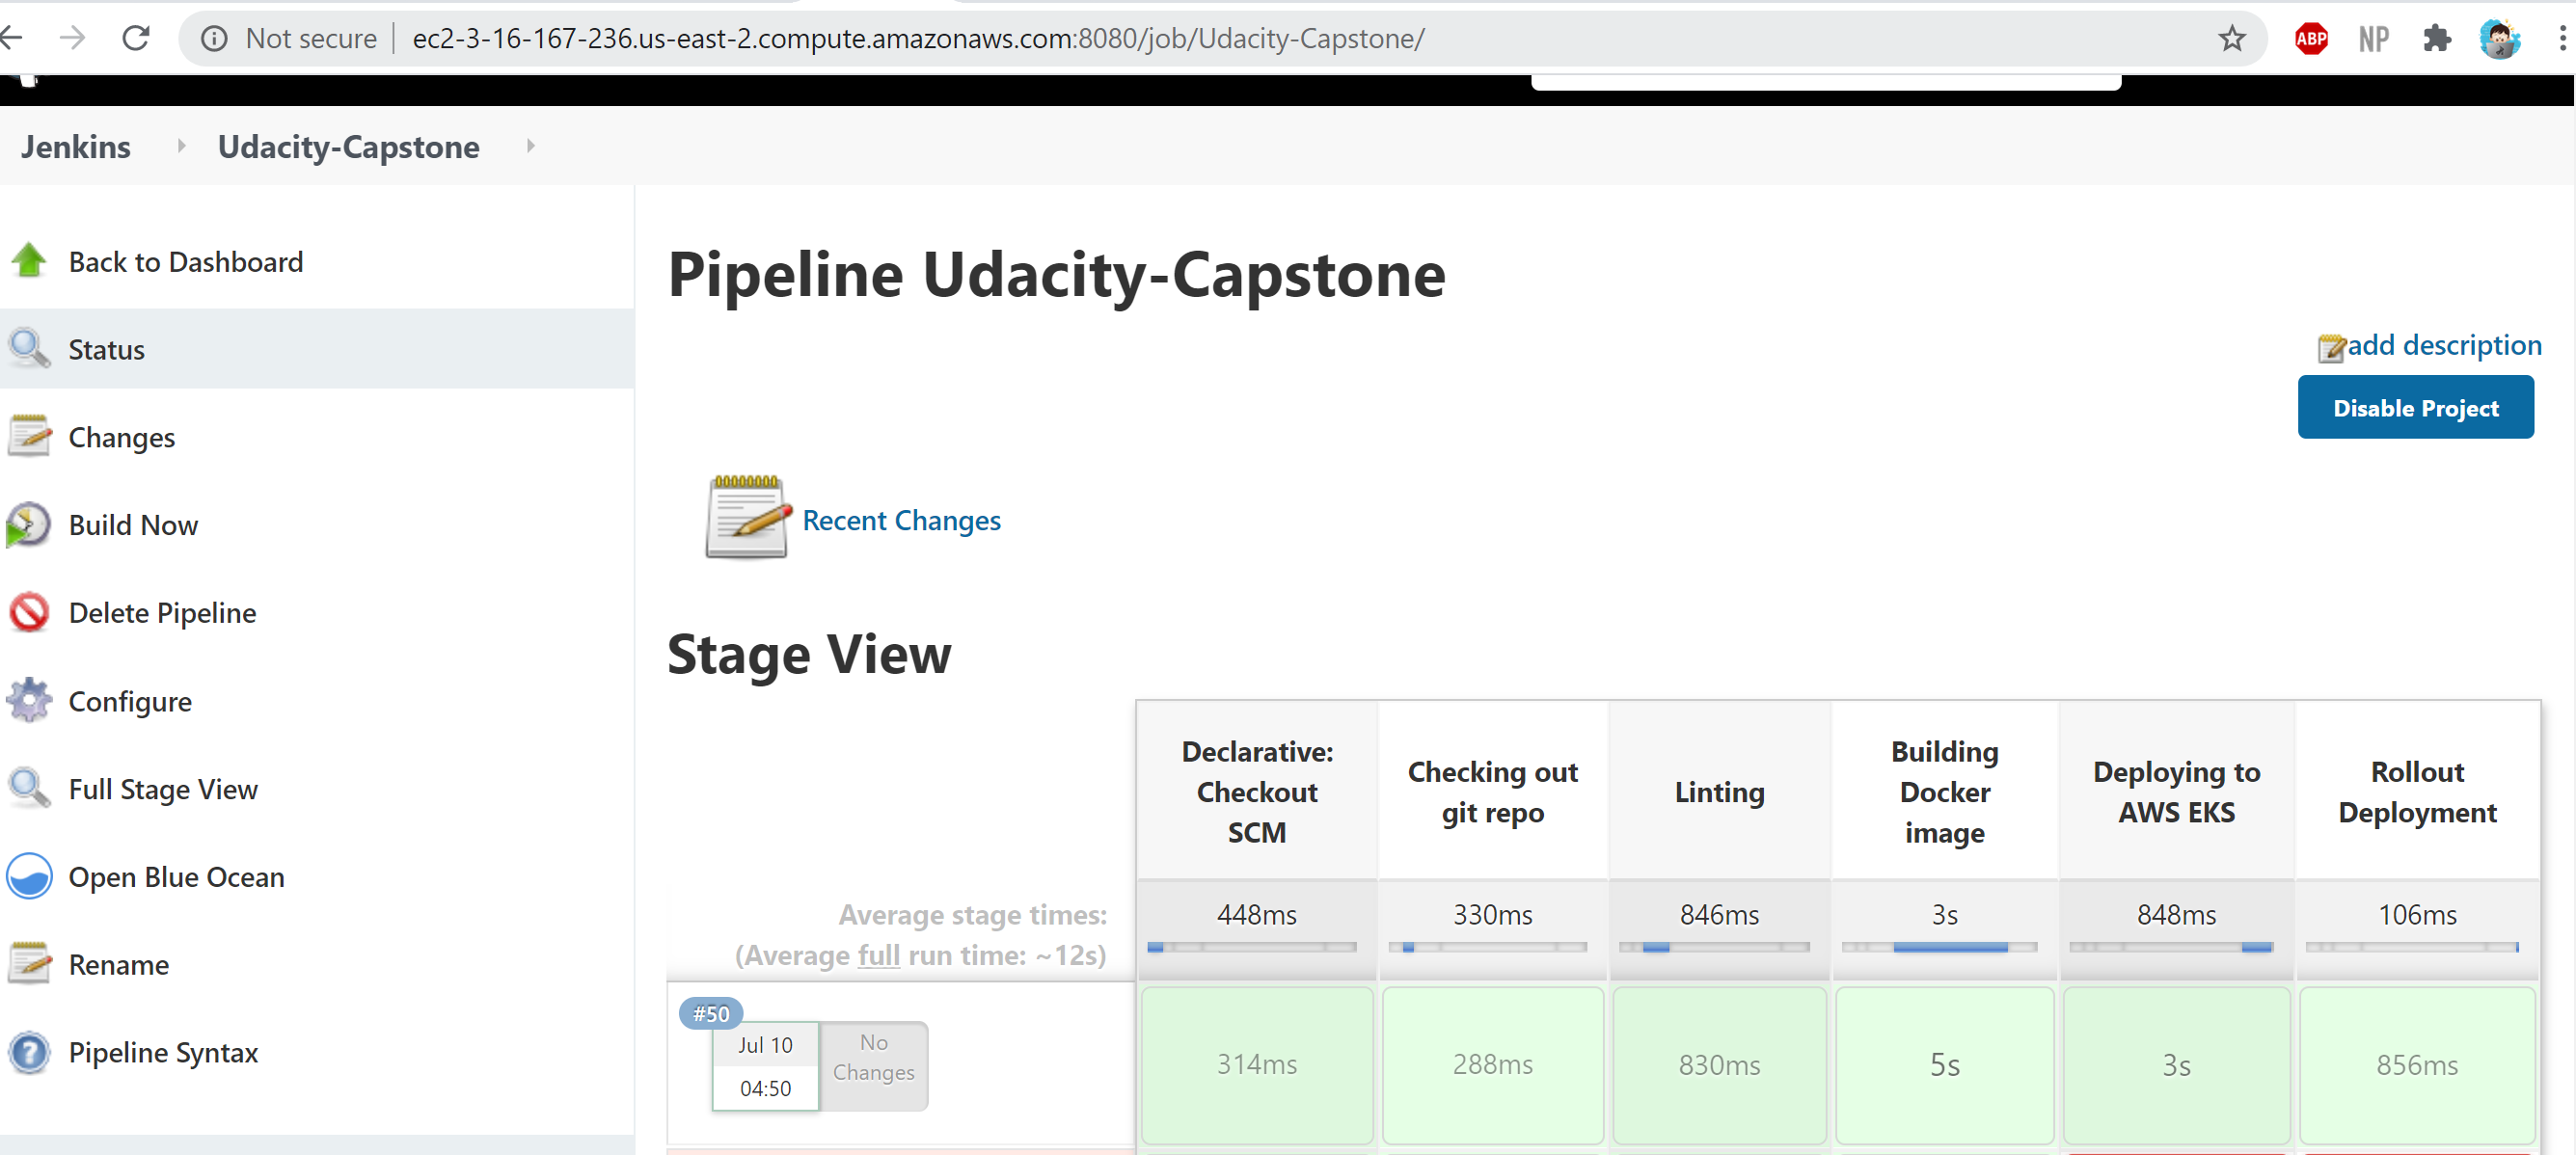 Not secure | ec2-3-16-167-236.us-east-2.compute.amazonaws.com:8080/job/Udacity-Capstone/
ABP
NP
Jenkins
Udacity-Capstone
Back to Dashboard
Status
Changes
Build Now
Delete Pipeline
Configure
Full Stage View
Open Blue Ocean
Rename
Pipeline Syntax
Pipeline Udacity-Capstone
add description
Disable Project
Recent Changes
Stage View
Declarative:
Checkout
SCM
Checking out
git repo
Linting
Building
Docker
image
Deploying to
AWS EKS
Rollout
Deployment
Average stage times:
(Average full run time: ~12s)
448ms
330ms
846ms
3s
848ms
106ms
#50
Jul 10
04:50
No
Changes
314ms
288ms
830ms
5s
3s
856ms